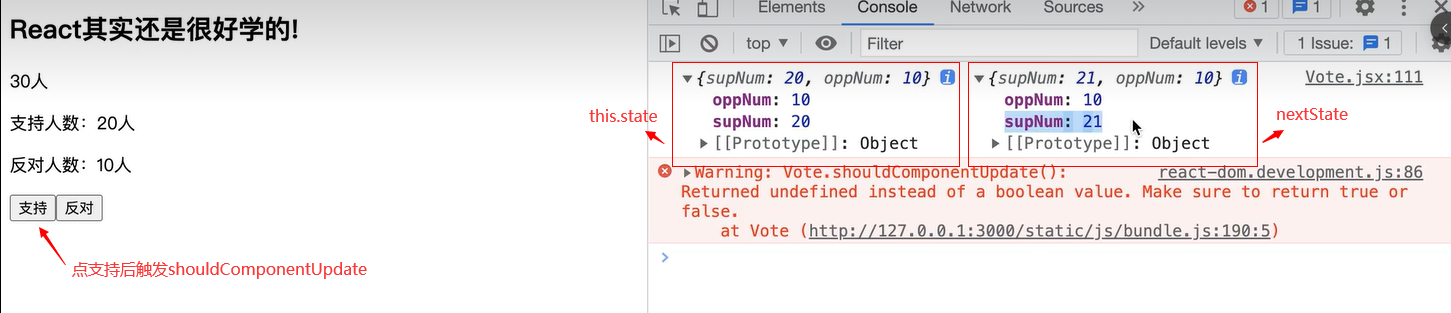 React其实还是很好学的!
30人
支持人数：20人
反对人数：10人
支持 反对
点支持后触发shouldComponentUpdate
Elements Console Network Sources » 1 1
top ▼ Filter Default levels ▼ 1 Issue: 1
this.state
▼{supNum: 20, oppNum: 10} i ▼{supNum: 21, oppNum: 10} i Vote.jsx:111
oppNum: 10 oppNum: 10
supNum: 20 supNum: 21
▶[[Prototype]]: Object ▶[[Prototype]]: Object
nextState
▶Warning: Vote.shouldComponentUpdate(): react-dom.development.js:86
Returned undefined instead of a boolean value. Make sure to return true or
false.
at Vote (http://127.0.0.1:3000/static/js/bundle.js:190:5)
>